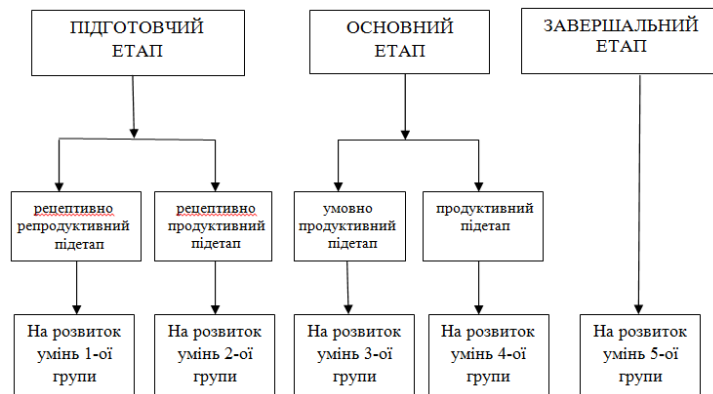 ПІДГОТОВЧИЙ
ЕТАП
ОСНОВНИЙ
ЕТАП
ЗАВЕРШАЛЬНИЙ
ЕТАП
рецептивно
репродуктивний
підетап
рецептивно
продуктивний
підетап
умовно
продуктивний
підетап
продуктивний
підетап
На розвиток
умінь 1-ої
групи
На розвиток
умінь 2-ої
групи
На розвиток
умінь 3-ої
групи
На розвиток
умінь 4-ої
групи
На розвиток
умінь 5-ої
групи